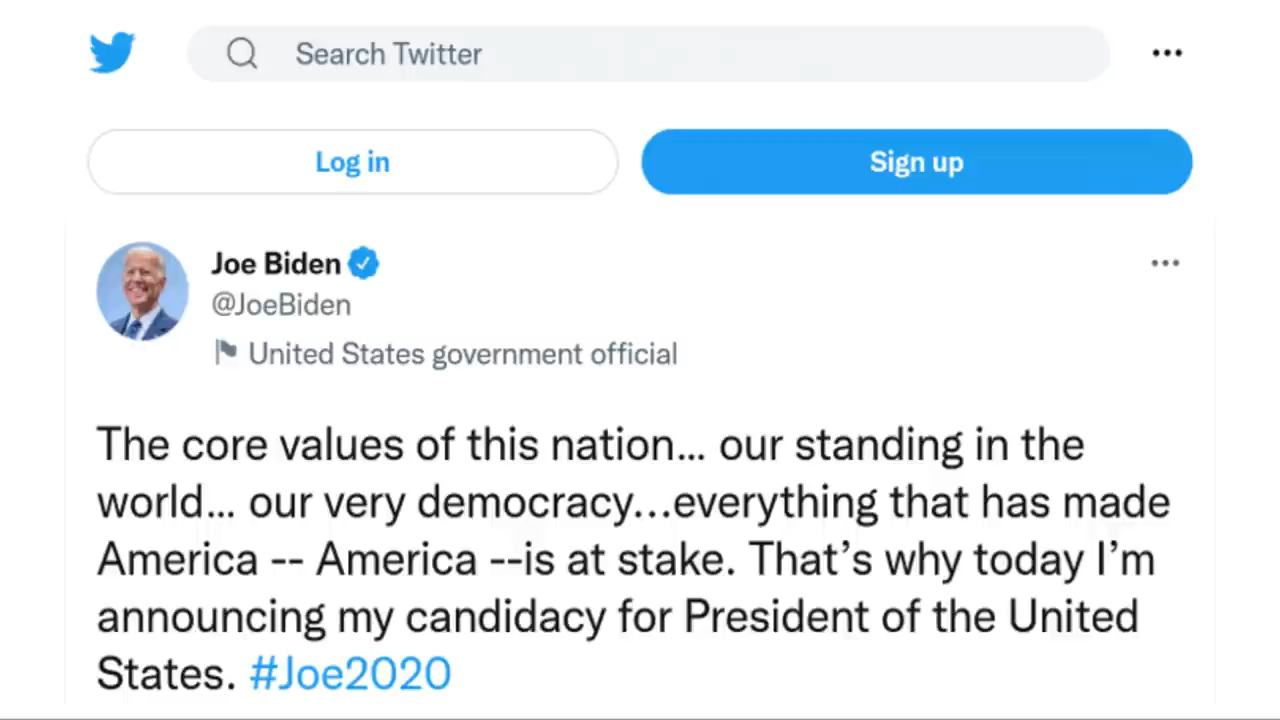 Search Twitter
Log in
Sign up
Joe Biden
@JoeBiden
United States government official
The core values of this nation... our standing in the
world... our very democracy...everything that has made
America -- America --is at stake. That’s why today I’m
announcing my candidacy for President of the United
States. #Joe2020